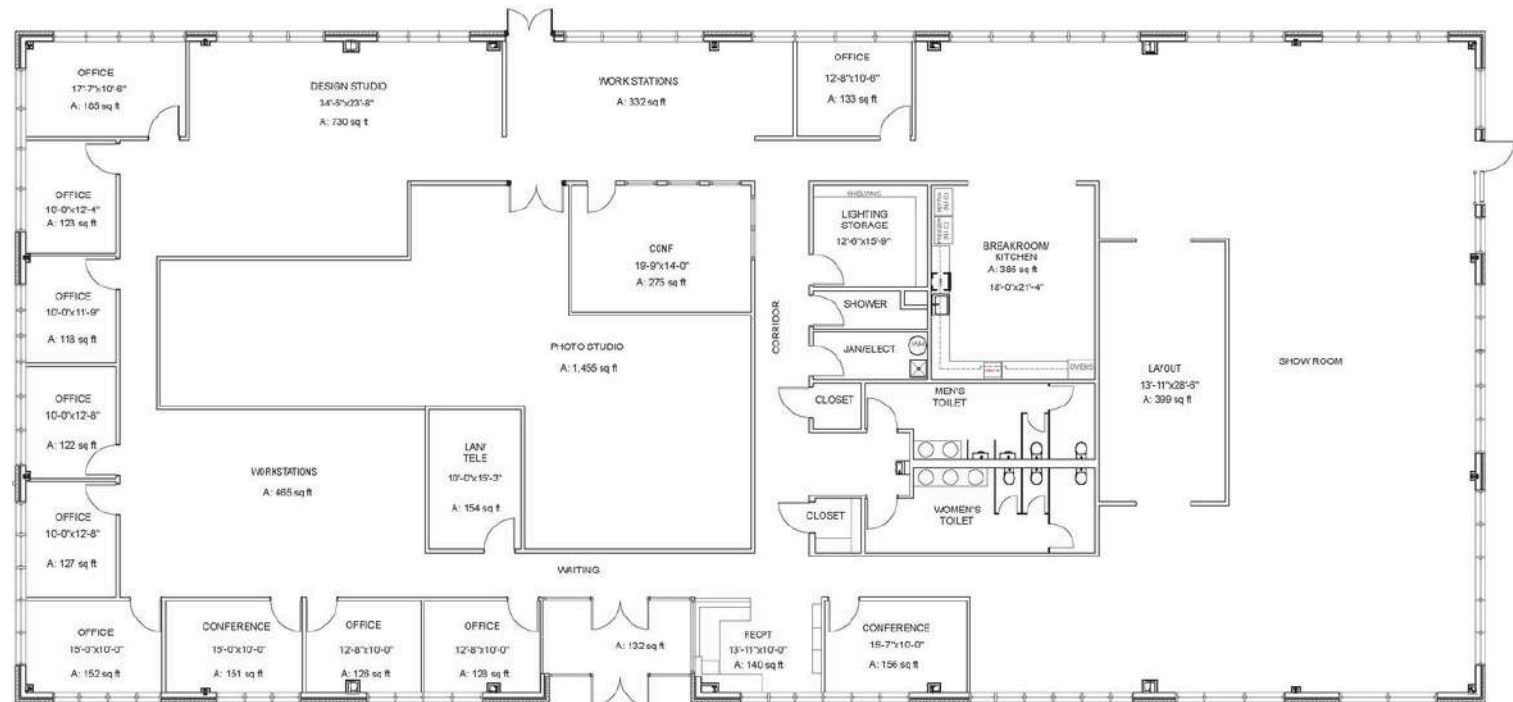 OFFICE
17'-7"x10'-6"
A: 185 sq ft
DESIGN STUDIO
34'-5"x23'-8"
A: 730 sq ft
WORK STATIONS
A: 332 sq ft
OFFICE
12'-8"x10'-6"
A: 133 sq ft
OFFICE
10'-0"x12'-4"
A: 123 sq ft
SHELVING
LIGHTING
STORAGE
12'-6"x15'-9"
BREAKROOM/
KITCHEN
A: 386 sq ft
18'-0"x21'-4"
CONF
19'-9"x14'-0"
A: 275 sq ft
OFFICE
10'-0"x11'-9"
A: 118 sq ft
SHOWER
CORRIDOR
PHOTO STUDIO
A: 1,455 sq ft
JAN/ELECT.
WH
OVENS
LAYOUT
13'-11"x28'-6"
A: 399 sq ft
SHOW ROOM
OFFICE
10'-0"x12'-8"
A: 122 sq ft
CLOSET
MEN'S
TOILET
LAN/
TELE
10'-0"x15'-3"
A: 154 sq ft
WORKSTATIONS
A: 465 sq ft
OFFICE
10-0"x12'-8"
A: 127 sq ft
CLOSET
WOMEN'S
TOILET
WAITING
OFFICE
15'-0"x10'-0"
A: 152 sq ft
CONFERENCE
15'-0"x10'-0"
A: 151 sq ft
OFFICE
12'-8"x10'-0"
A: 128 sq ft
OFFICE
12'-8"x10'-0"
A: 128 sq ft
A: 132 sq ft
RECPT
13'-11"x10'-0"
A: 140 sq ft
CONFERENCE
15'-7"x10'-0"
A: 156 sq ft